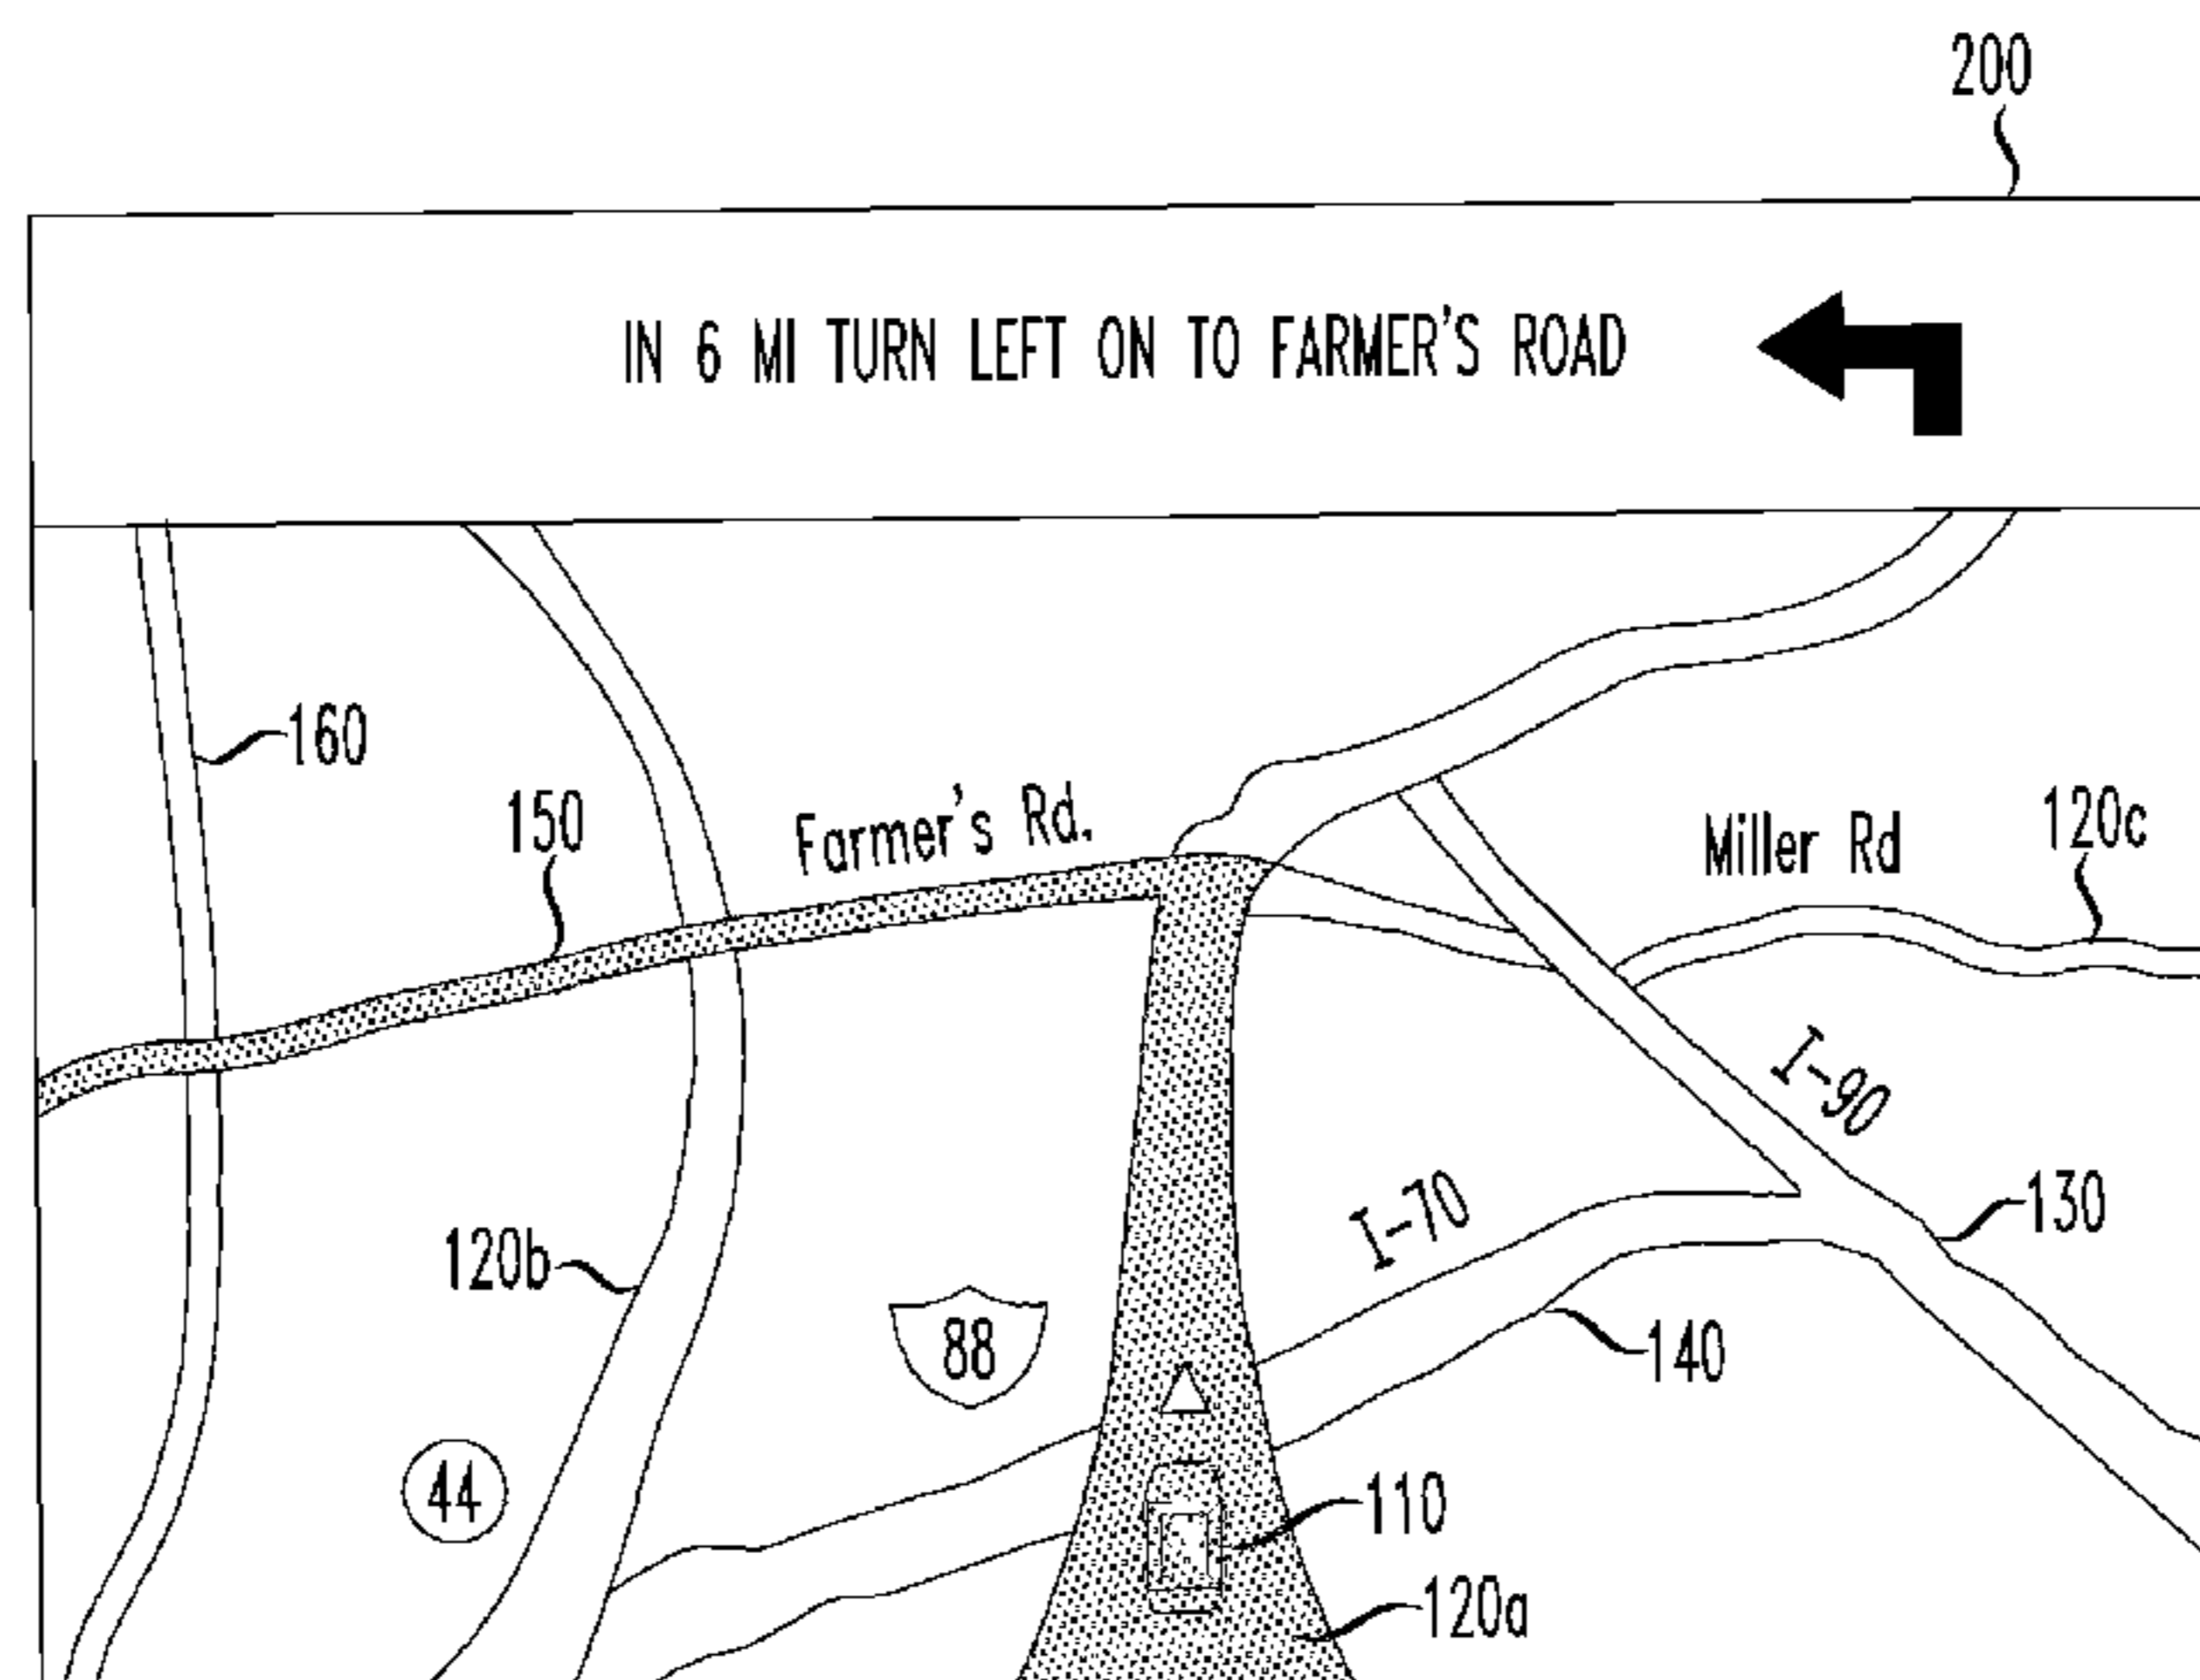 200
IN 6 MI TURN LEFT ON TO FARMER'S ROAD
160
150
Farmer's Rd.
Miller Rd
120c
I-90
I-70
130
120b
88
140
44
110
120a